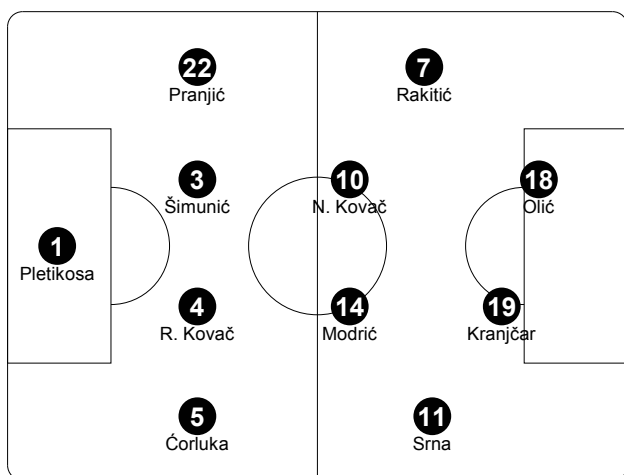 22
Pranjić
7
Rakitić
3
Šimunić
10
N. Kovač
18
Olić
1
Pletikosa
4
R. Kovač
14
Modrić
19
Kranjčar
5
Ćorluka
11
Srna